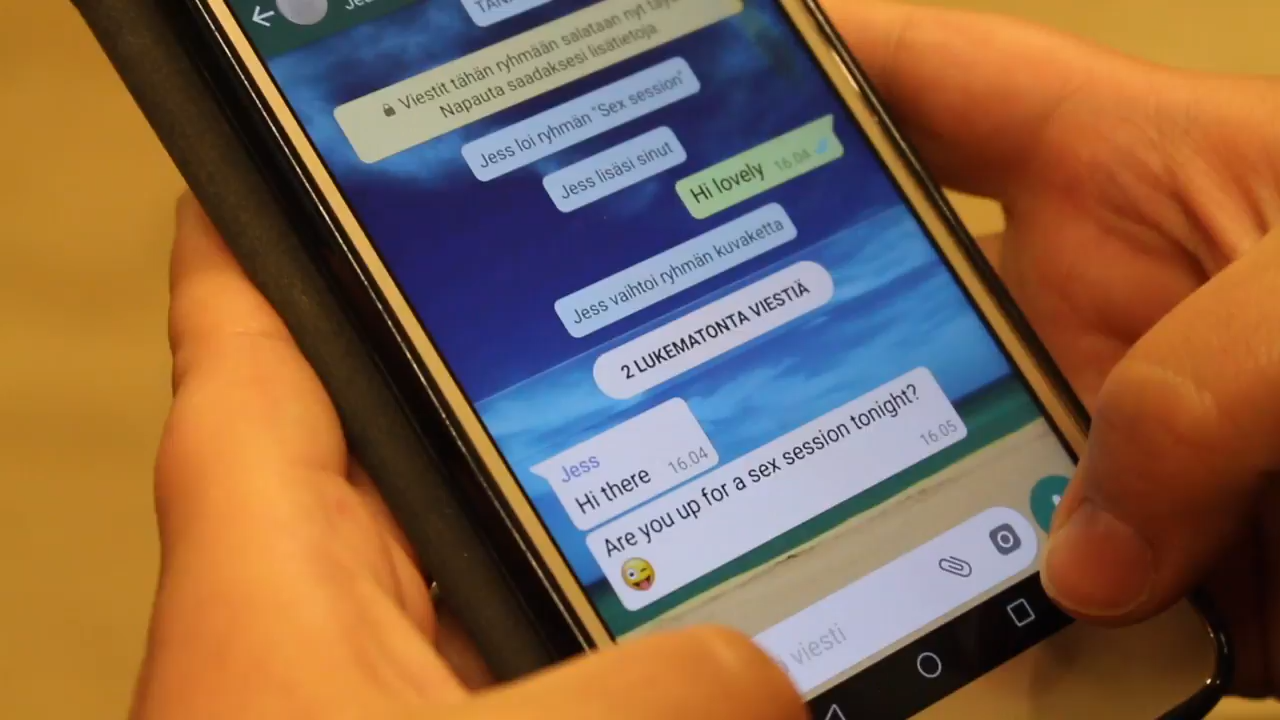 TÄN
Viestit tähän ryhmään salataan nyt täys
Napauta saadaksesi lisätietoja.
Jess loi ryhmän "Sex session"
Jess lisäsi sinut
Hi lovely 16.04
Jess vaihtoi ryhmän kuvaketta
2 LUKEMATONTA VIESTIÄ
Jess
Hi there 16.04
Are you up for a sex session tonight?
16.05
viesti